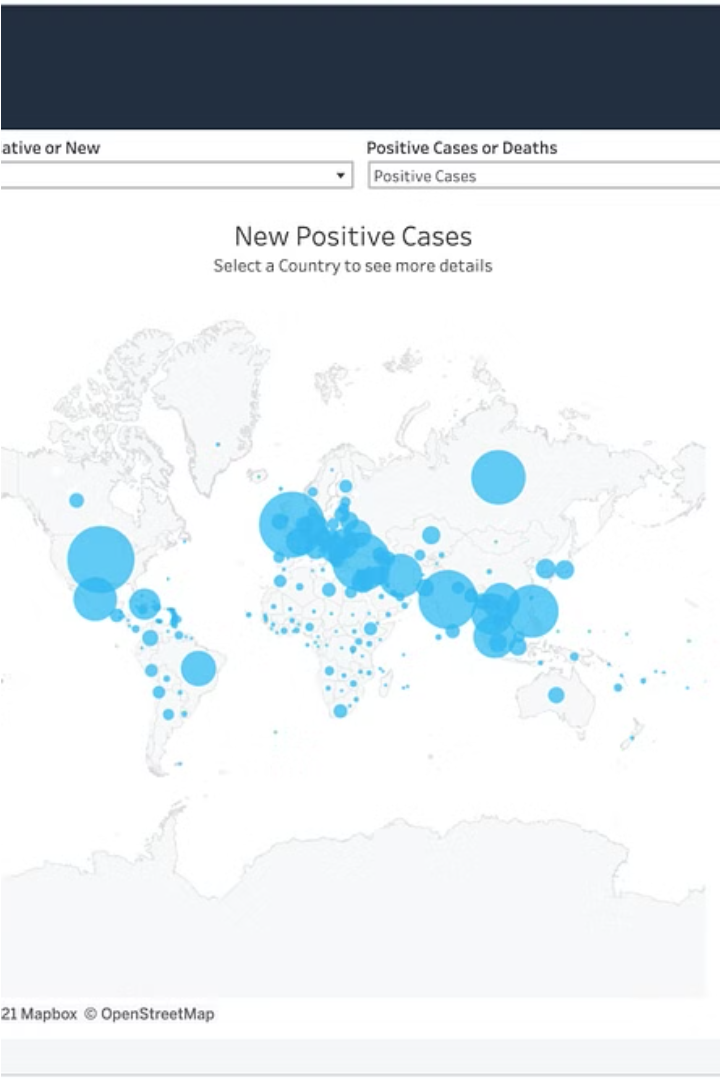 ative or New
Positive Cases or Deaths
Positive Cases
New Positive Cases
Select a Country to see more details
21 Mapbox © OpenStreetMap